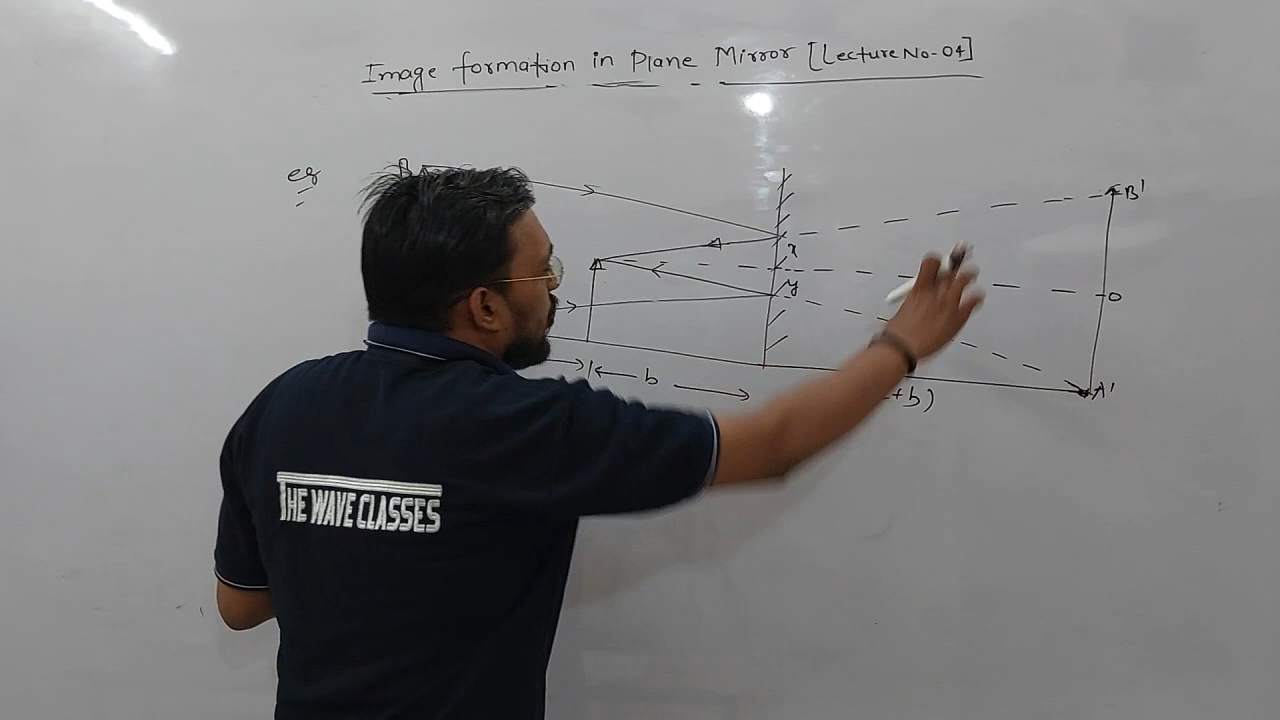 Image formation in Plane Mirror [Lecture No-04]
eg
B
B'
x
y
O
b
+b)
A'
THE WAVE CLASSES